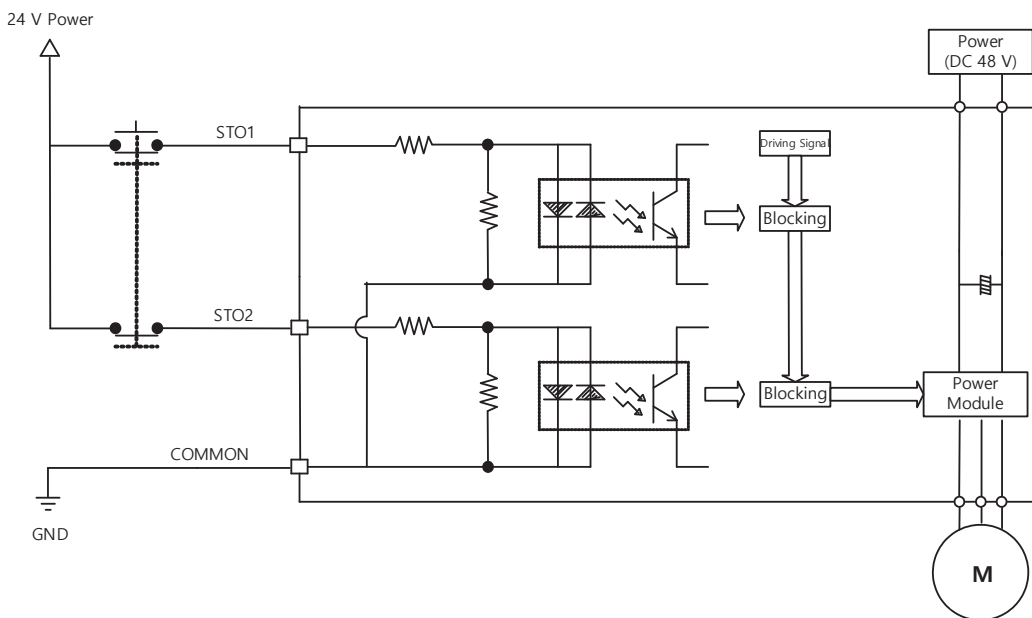 24 V Power
Power
(DC 48 V)
STO1
Driving Signal
Blocking
STO2
Blocking
Power
Module
COMMON
GND
M